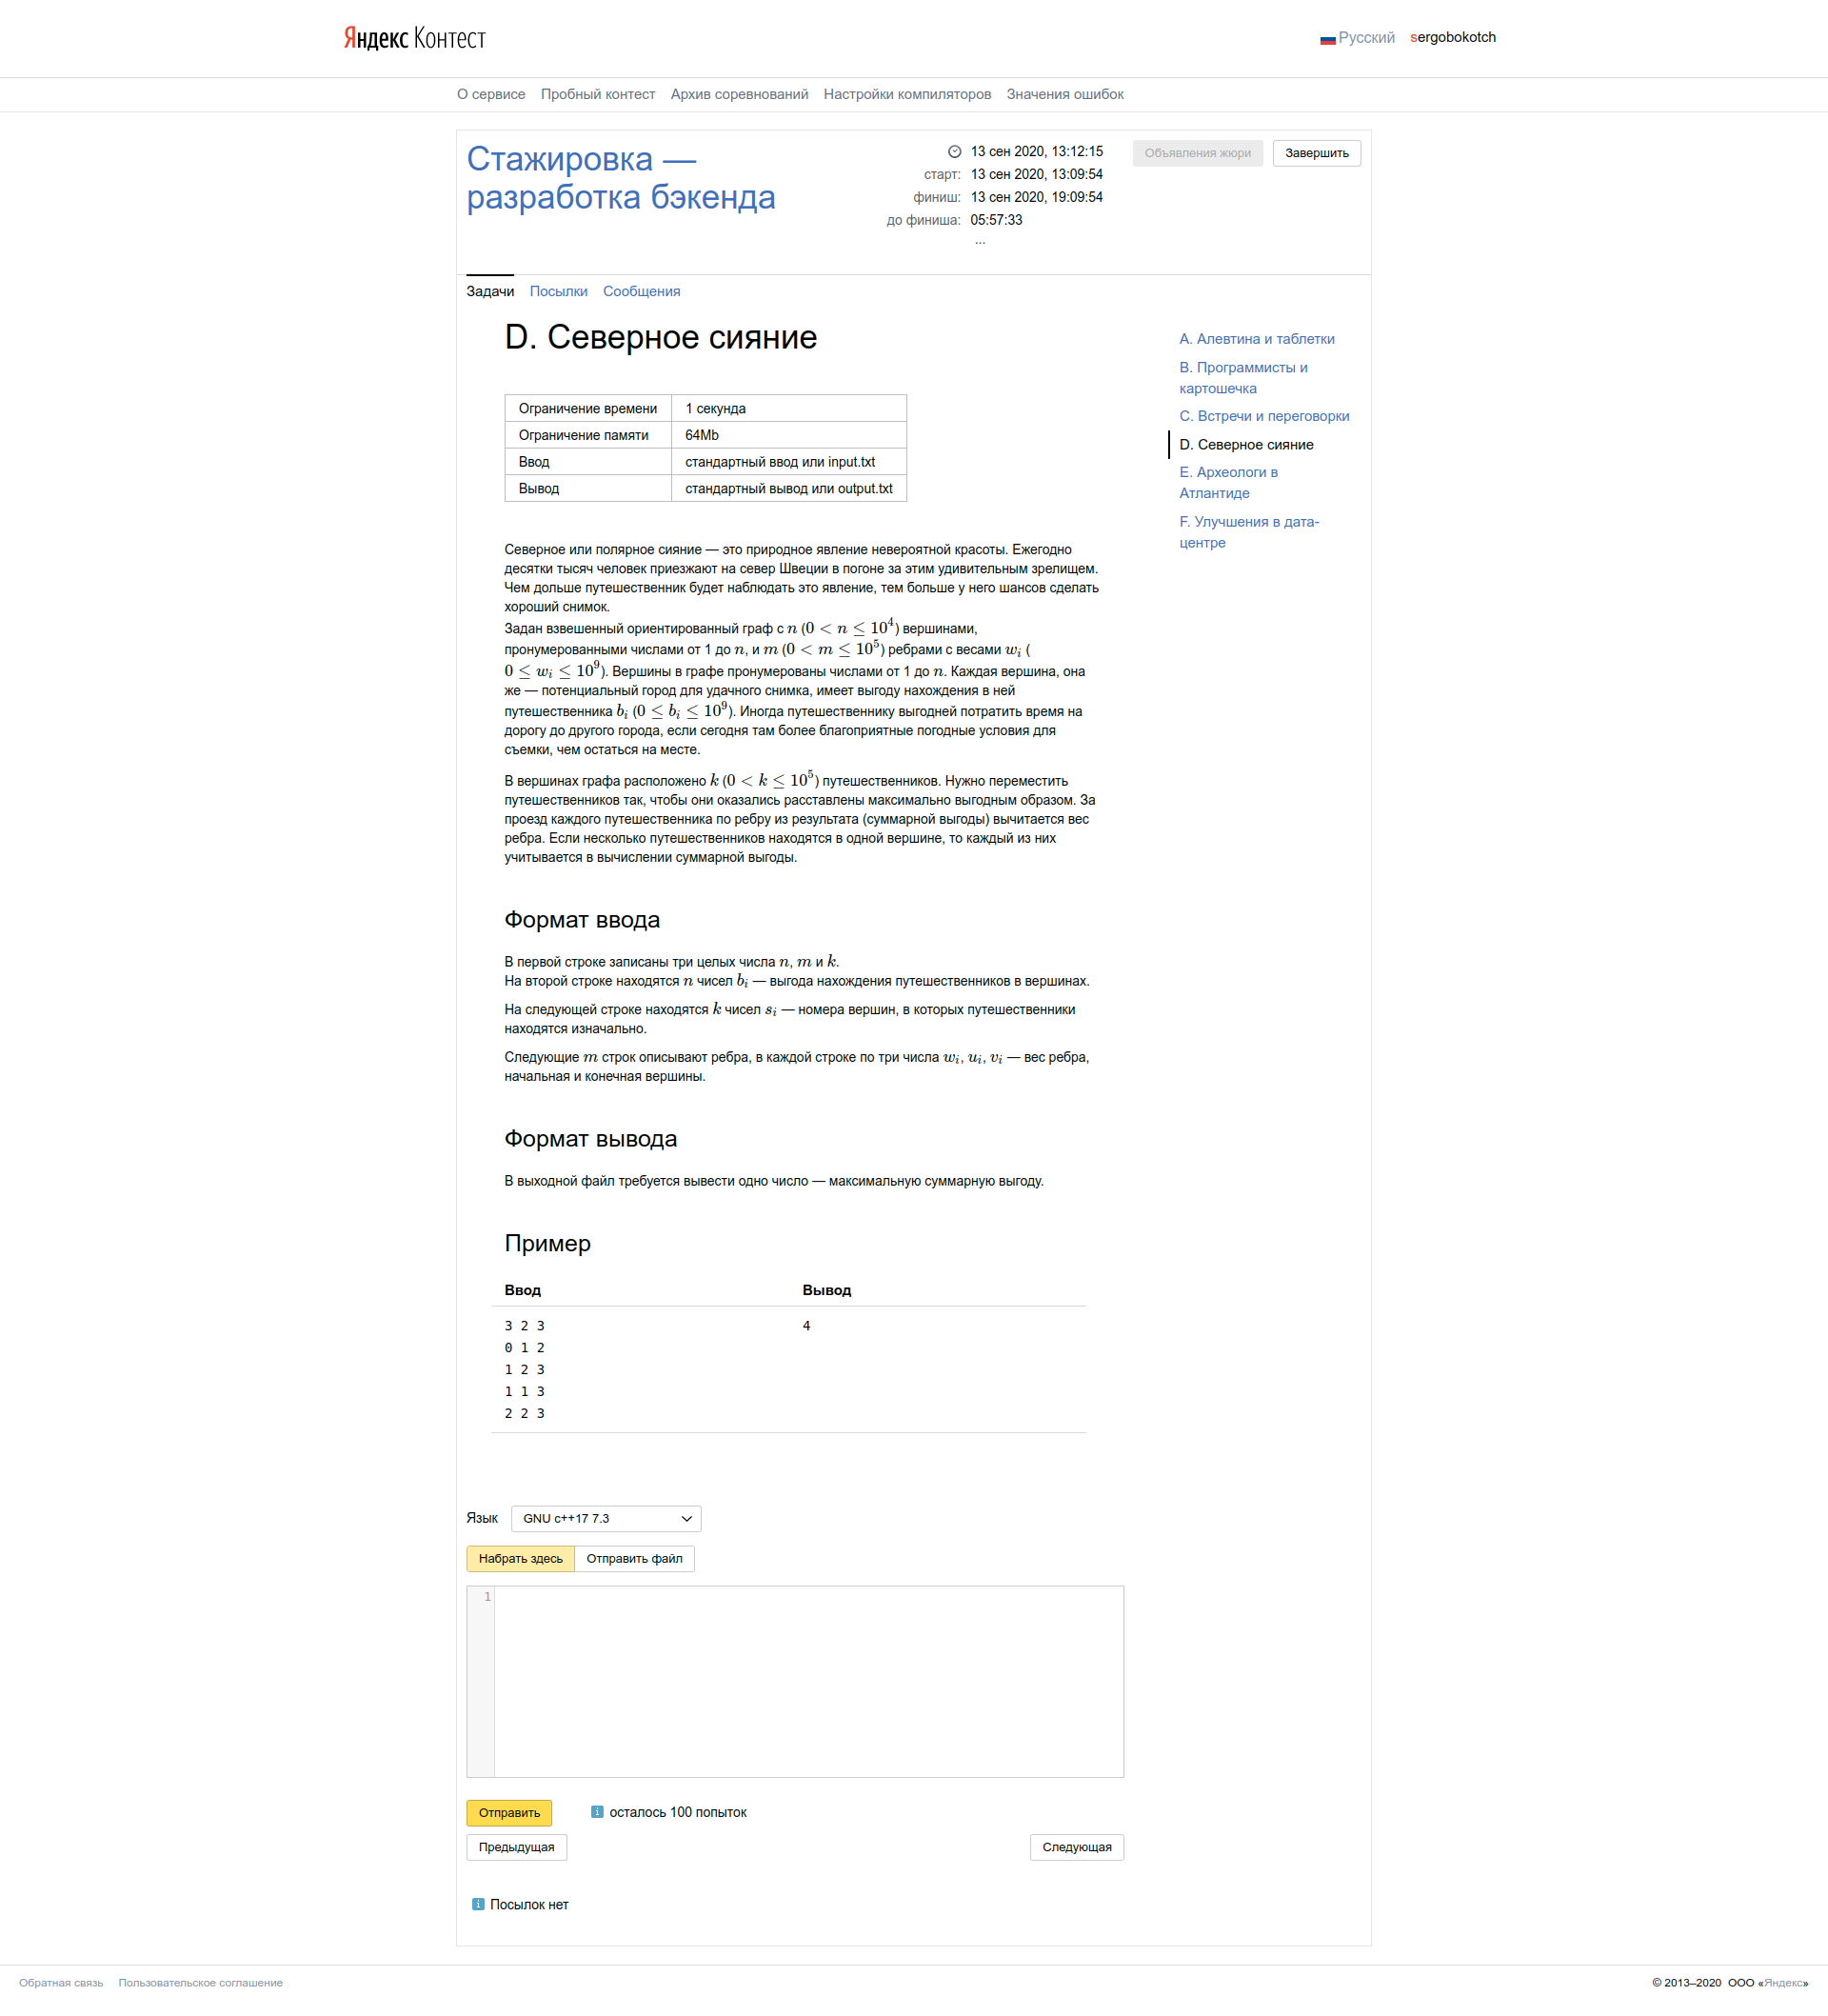 Яндекс Контест
Русский sergobokotch
О сервисе Пробный контест Архив соревнований Настройки компиляторов Значения ошибок
Стажировка —
разработка бэкенда
13 сен 2020, 13:12:15
старт: 13 сен 2020, 13:09:54
финиш: 13 сен 2020, 19:09:54
до финиша: 05:57:33
...
Объявления жюри Завершить
Задачи Посылки Сообщения
D. Северное сияние
Ограничение времени 1 секунда
Ограничение памяти 64Mb
Ввод стандартный ввод или input.txt
Вывод стандартный вывод или output.txt
Северное или полярное сияние — это природное явление невероятной красоты. Ежегодно
десятки тысяч человек приезжают на север Швеции в погоне за этим удивительным зрелищем.
Чем дольше путешественник будет наблюдать это явление, тем больше у него шансов сделать
хороший снимок.
Задан взвешенный ориентированный граф с n (0 < n ≤ 10^4) вершинами,
пронумерованными числами от 1 до n, и m (0 < m ≤ 10^5) ребрами с весами w_i (
0 ≤ w_i ≤ 10^9). Вершины в графе пронумерованы числами от 1 до n. Каждая вершина, она
же — потенциальный город для удачного снимка, имеет выгоду нахождения в ней
путешественника b_i (0 ≤ b_i ≤ 10^9). Иногда путешественнику выгодней потратить время на
дорогу до другого города, если сегодня там более благоприятные погодные условия для
съемки, чем остаться на месте.
В вершинах графа расположено k (0 < k ≤ 10^5) путешественников. Нужно переместить
путешественников так, чтобы они оказались расставлены максимально выгодным образом. За
проезд каждого путешественника по ребру из результата (суммарной выгоды) вычитается вес
ребра. Если несколько путешественников находятся в одной вершине, то каждый из них
учитывается в вычислении суммарной выгоды.
Формат ввода
В первой строке записаны три целых числа n, m и k.
На второй строке находятся n чисел b_i — выгода нахождения путешественников в вершинах.
На следующей строке находятся k чисел s_i — номера вершин, в которых путешественники
находятся изначально.
Следующие m строк описывают ребра, в каждой строке по три числа w_i, u_i, v_i — вес ребра,
начальная и конечная вершины.
Формат вывода
В выходной файл требуется вывести одно число — максимальную суммарную выгоду.
Пример
Ввод Вывод
3 2 3 4
0 1 2
1 2 3
1 1 3
2 2 3
Язык GNU c++17 7.3
Набрать здесь Отправить файл
1
Отправить осталось 100 попыток
Предыдущая Следующая
Посылок нет
A. Алевтина и таблетки
B. Программисты и
картошечка
C. Встречи и переговорки
D. Северное сияние
E. Археологи в
Атлантиде
F. Улучшения в дата-
центре
Обратная связь Пользовательское соглашение
© 2013–2020 ООО «Яндекс»